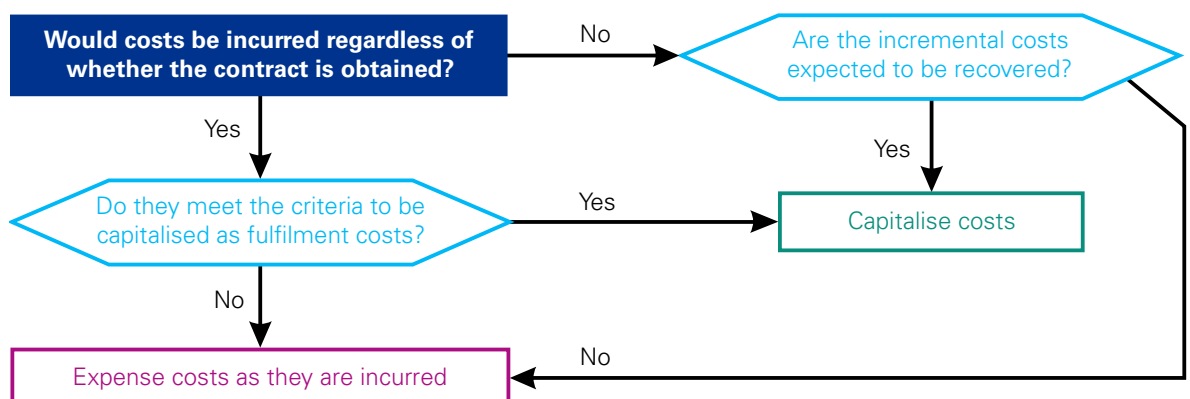 Would costs be incurred regardless of
whether the contract is obtained?
No
Are the incremental costs
expected to be recovered?
Yes
Yes
Do they meet the criteria to be
capitalised as fulfilment costs?
Yes
Capitalise costs
No
No
Expense costs as they are incurred